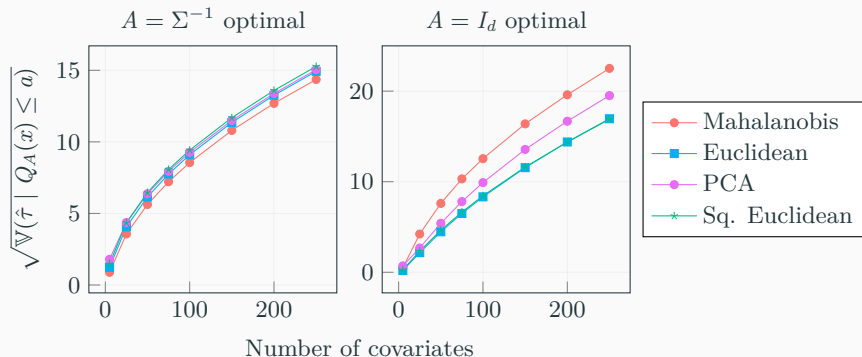 A = Σ⁻¹ optimal
A = I_d optimal
√𝕍(τ̂ | Q_A(x) ≤ a)
15
10
5
0
0
100
200
20
10
0
0
100
200
Number of covariates
Mahalanobis
Euclidean
PCA
Sq. Euclidean